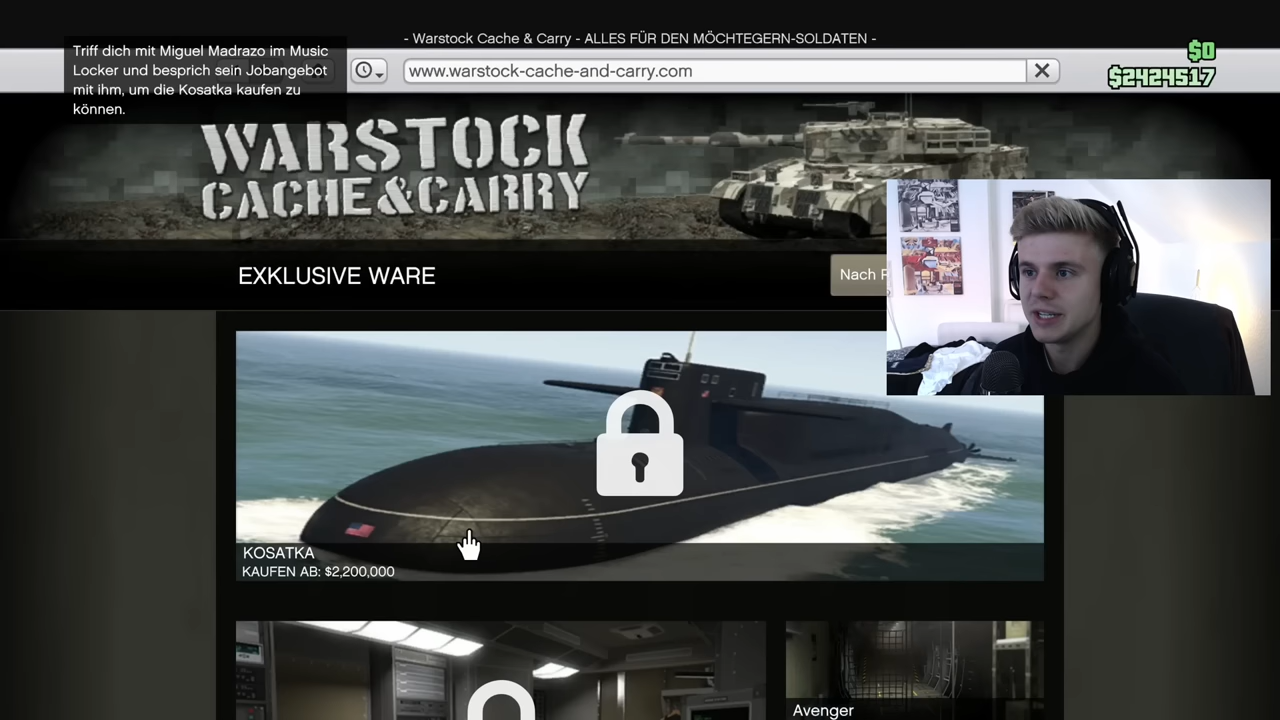 - Warstock Cache & Carry - ALLES FÜR DEN MÖCHTEGERN-SOLDATEN -
Triff dich mit Miguel Madrazo im Music
Locker und besprich sein Jobangebot
mit ihm, um die Kosatka kaufen zu
können.
www.warstock-cache-and-carry.com
$0
$2424517
WARSTOCK
CACHE&CARRY
EXKLUSIVE WARE
Nach
KOSATKA
KAUFEN AB: $2,200,000
Avenger